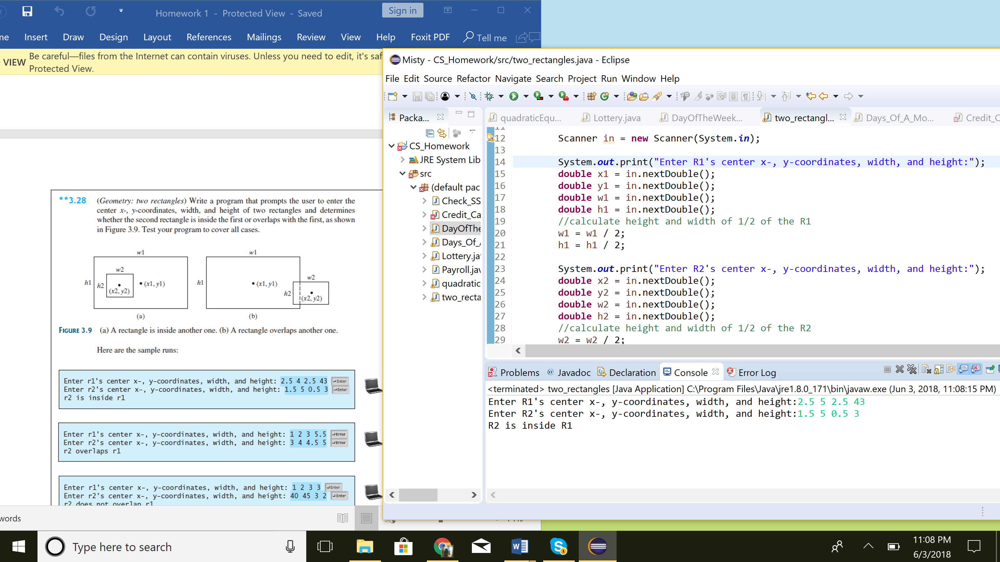 Homework 1 - Protected View - Saved
Sign in
Insert Draw Design Layout References Mailings Review View Help Foxit PDF Tell me
VIEW
Be careful—files from the Internet can contain viruses. Unless you need to edit, it's
Protected View.
**3.28 (Geometry: two rectangles) Write a program that prompts the user to enter the
center x-, y-coordinates, width, and height of two rectangles and determines
whether the second rectangle is inside the first or overlaps with the first, as shown
in Figure 3.9. Test your program to cover all cases.
w1
w2
h1
h2
(x1, y1)
(x2, y2)
(a)
w1
h1
(x1, y1)
w2
h2
(x2, y2)
(b)
FIGURE 3.9 (a) A rectangle is inside another one. (b) A rectangle overlaps another one.
Here are the sample runs:
Enter r1's center x-, y-coordinates, width, and height: 2.5 4 2.5 43 Enter
Enter r2's center x-, y-coordinates, width, and height: 1.5 5 0.5 3 Enter
r2 is inside r1
Enter r1's center x-, y-coordinates, width, and height: 1 2 3 5.5 Enter
Enter r2's center x-, y-coordinates, width, and height: 3 4 4.5 5 Enter
r2 overlaps r1
Enter r1's center x-, y-coordinates, width, and height: 1 2 3 3 Enter
Enter r2's center x-, y-coordinates, width, and height: 40 45 3 2 Enter
r2 does not overlap r1
words
Misty - CS_Homework/src/two_rectangles.java - Eclipse
File Edit Source Refactor Navigate Search Project Run Window Help
Packa...
CS_Homework
JRE System Lib
src
(default pac
Check_SS
Credit_Ca
DayOfThe
Days_Of_A
Lottery.ja
Payroll.jav
quadratic
two_recta
quadraticEqu... Lottery.java DayOfTheWeek... two_rectangl... Days_Of_A_Mo... Credit_C
11
12 Scanner in = new Scanner(System.in);
13
14 System.out.print("Enter R1's center x-, y-coordinates, width, and height:");
15 double x1 = in.nextDouble();
16 double y1 = in.nextDouble();
17 double w1 = in.nextDouble();
18 double h1 = in.nextDouble();
19 //calculate height and width of 1/2 of the R1
20 w1 = w1 / 2;
21 h1 = h1 / 2;
22
23 System.out.print("Enter R2's center x-, y-coordinates, width, and height:");
24 double x2 = in.nextDouble();
25 double y2 = in.nextDouble();
26 double w2 = in.nextDouble();
27 double h2 = in.nextDouble();
28 //calculate height and width of 1/2 of the R2
29 w2 = w2 / 2;
Problems Javadoc Declaration Console Error Log
<terminated> two_rectangles [Java Application] C:\Program Files\Java\jre1.8.0_171\bin\javaw.exe (Jun 3, 2018, 11:08:15 PM)
Enter R1's center x-, y-coordinates, width, and height:2.5 5 2.5 43
Enter R2's center x-, y-coordinates, width, and height:1.5 5 0.5 3
R2 is inside R1
Type here to search
11:08 PM
6/3/2018